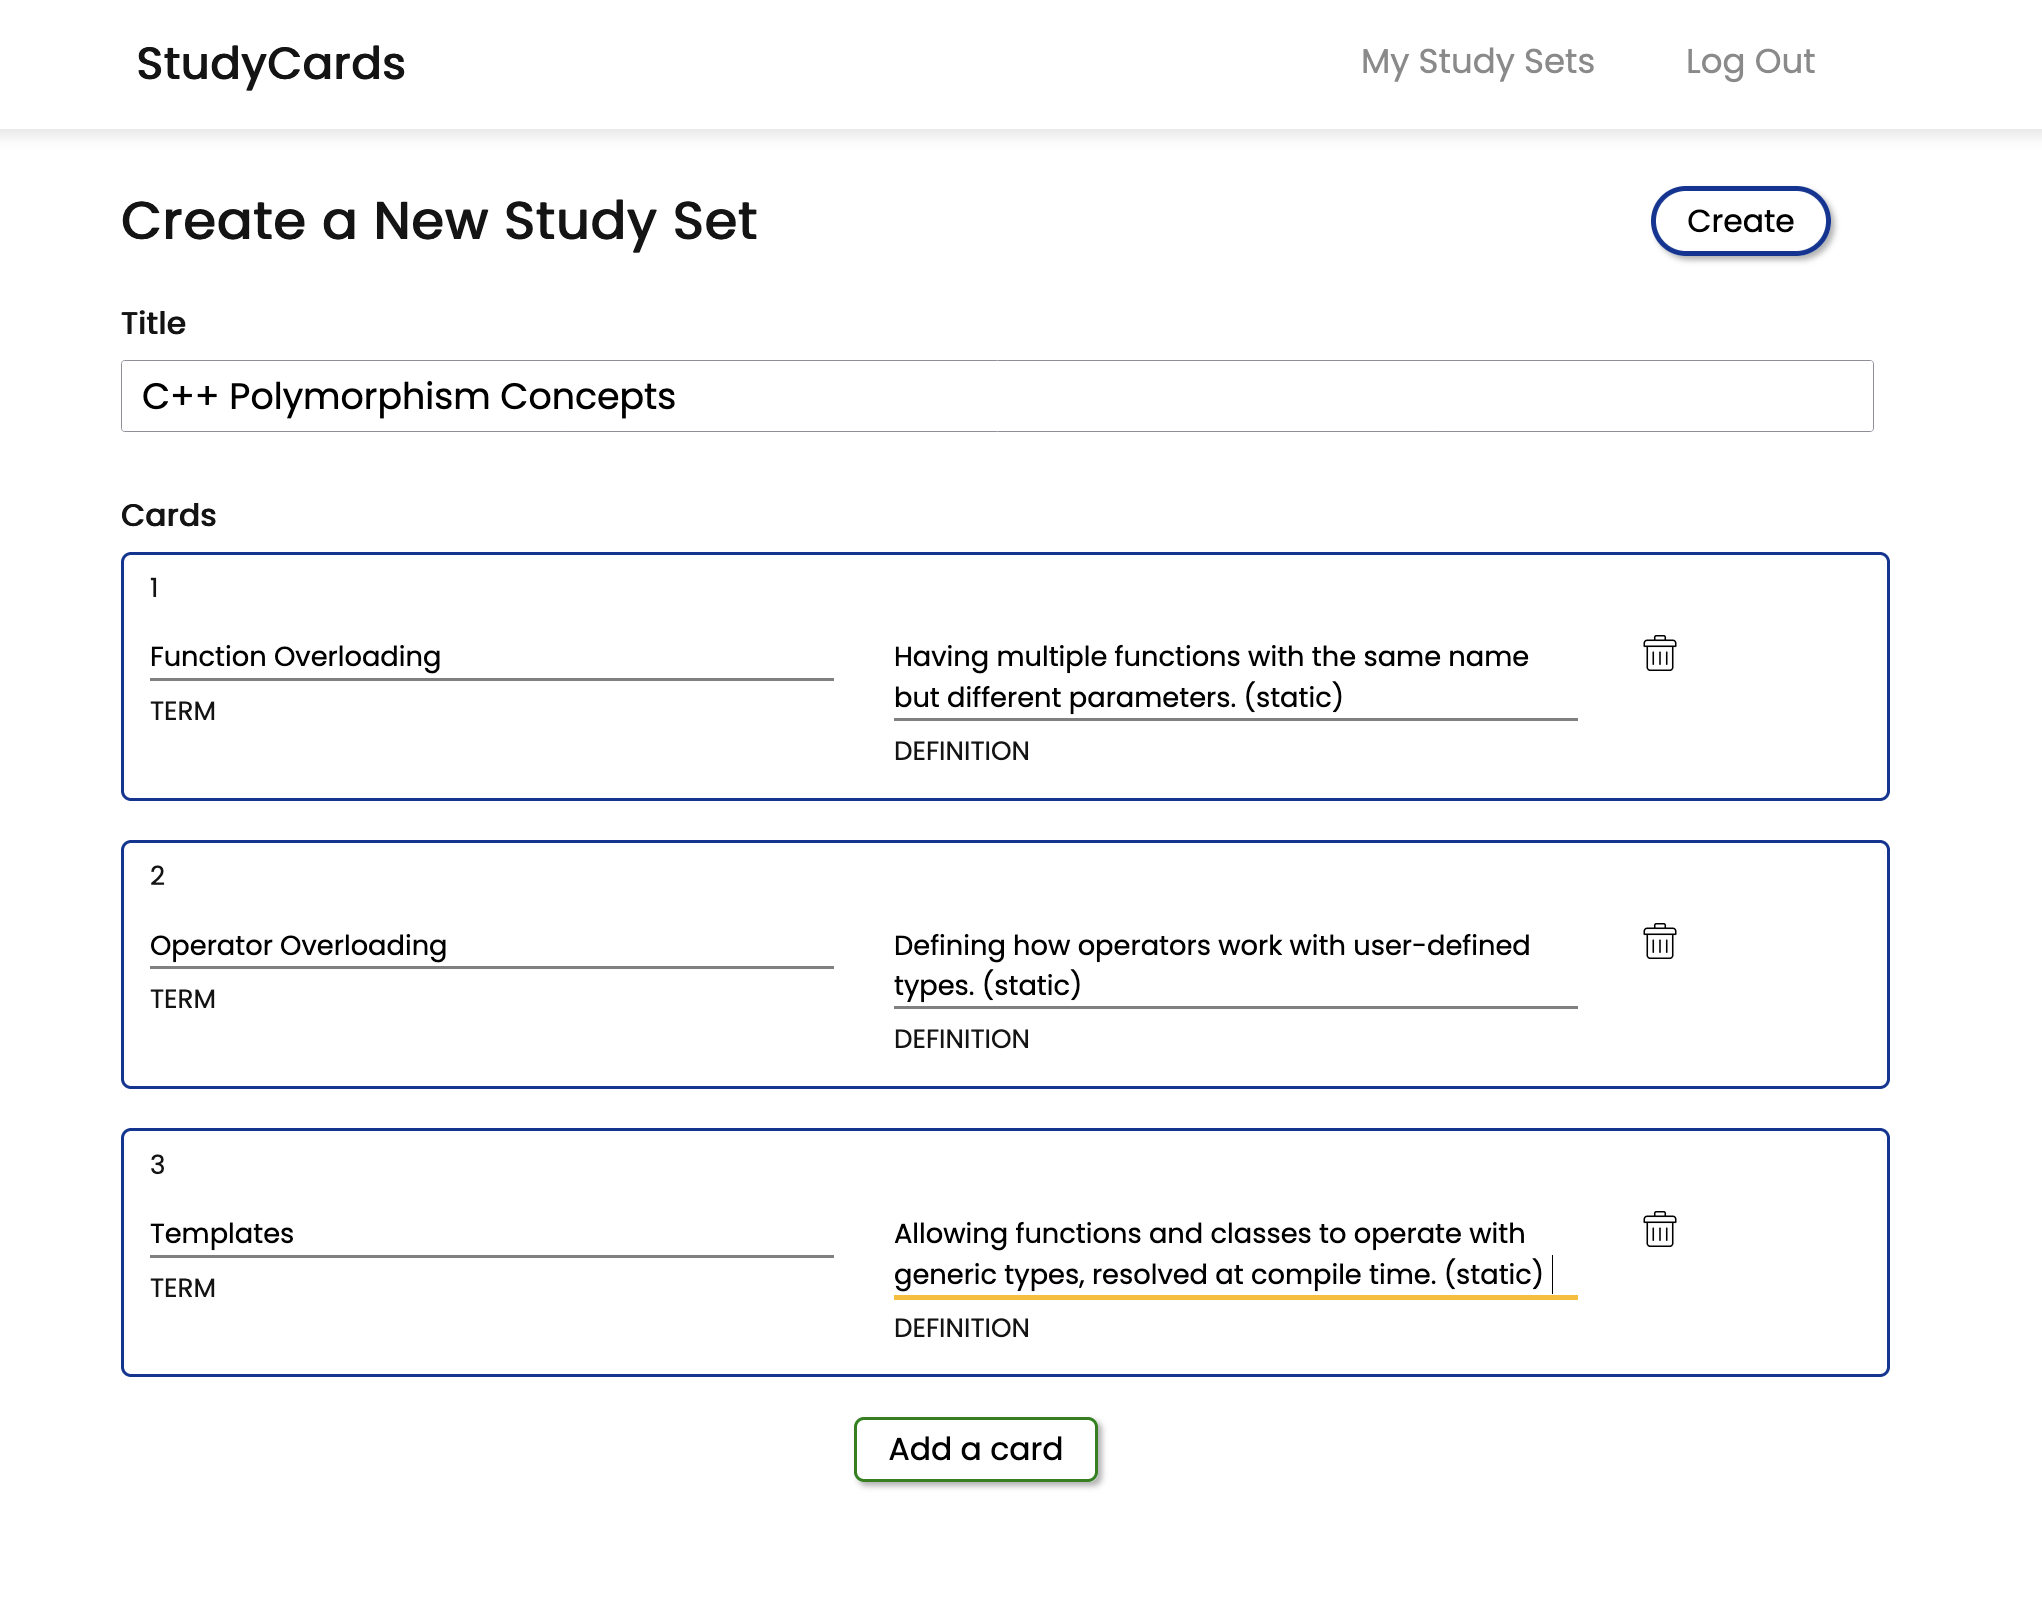 StudyCards
My Study Sets
Log Out
Create a New Study Set
Create
Title
C++ Polymorphism Concepts
Cards
1
Function Overloading
TERM
Having multiple functions with the same name
but different parameters. (static)
DEFINITION
2
Operator Overloading
TERM
Defining how operators work with user-defined
types. (static)
DEFINITION
3
Templates
TERM
Allowing functions and classes to operate with
generic types, resolved at compile time. (static)
DEFINITION
Add a card